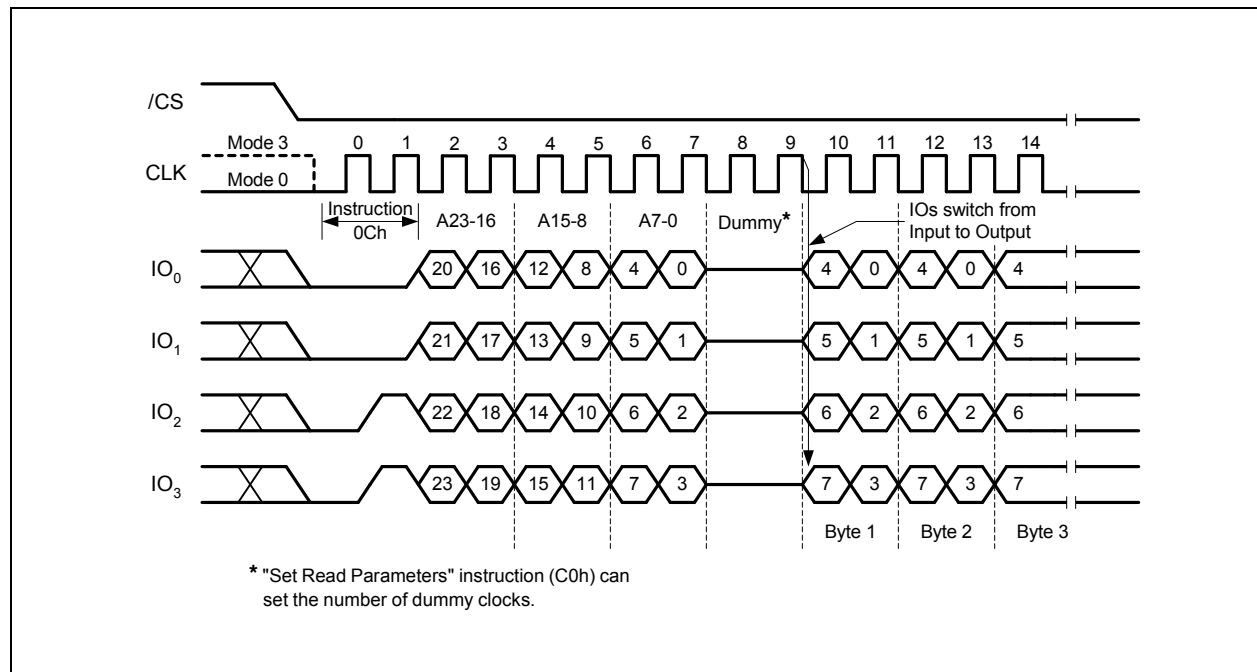 /CS
Mode 3 0 1 2 3 4 5 6 7 8 9 10 11 12 13 14
CLK
Mode 0
Instruction
0Ch
A23-16 A15-8 A7-0 Dummy*
IOs switch from
Input to Output
IO0 20 16 12 8 4 0 4 0 4 0 4
IO1 21 17 13 9 5 1 5 1 5 1 5
IO2 22 18 14 10 6 2 6 2 6 2 6
IO3 23 19 15 11 7 3 7 3 7 3 7
Byte 1 Byte 2 Byte 3
* "Set Read Parameters" instruction (C0h) can
set the number of dummy clocks.